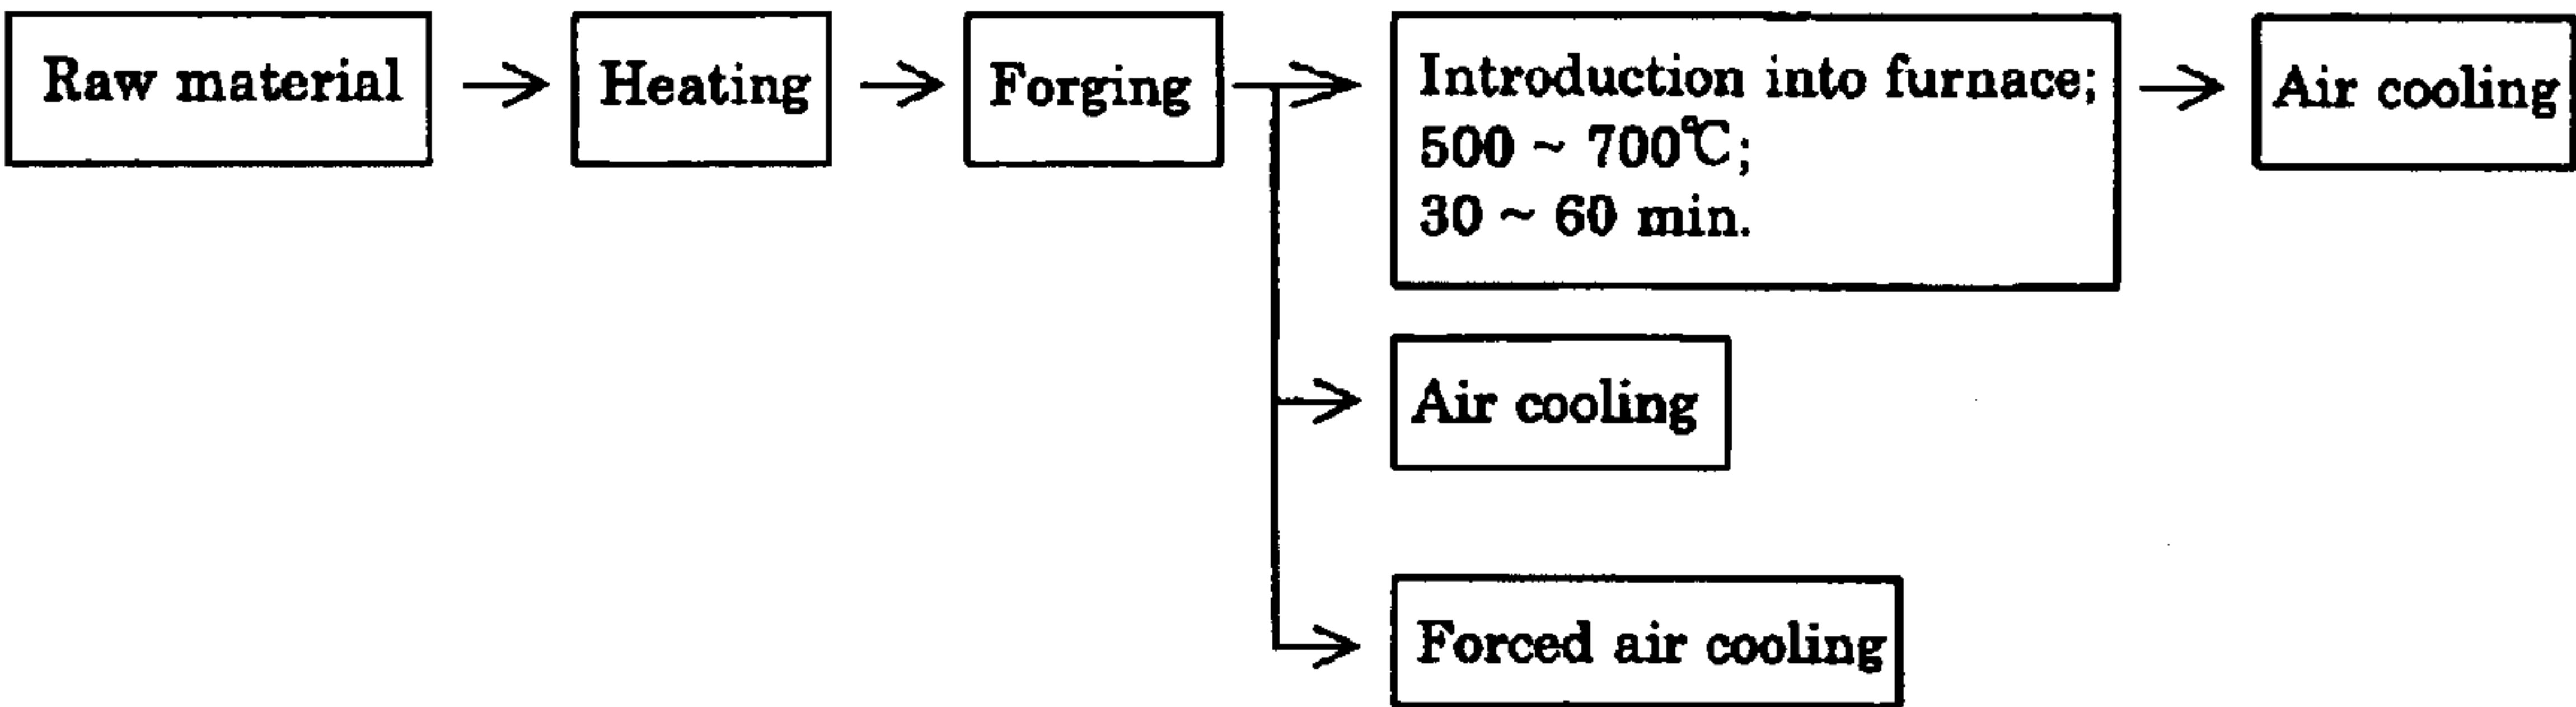 Raw material
Heating
Forging
Introduction into furnace;
500 ~ 700℃;
30 ~ 60 min.
Air cooling
Air cooling
Forced air cooling